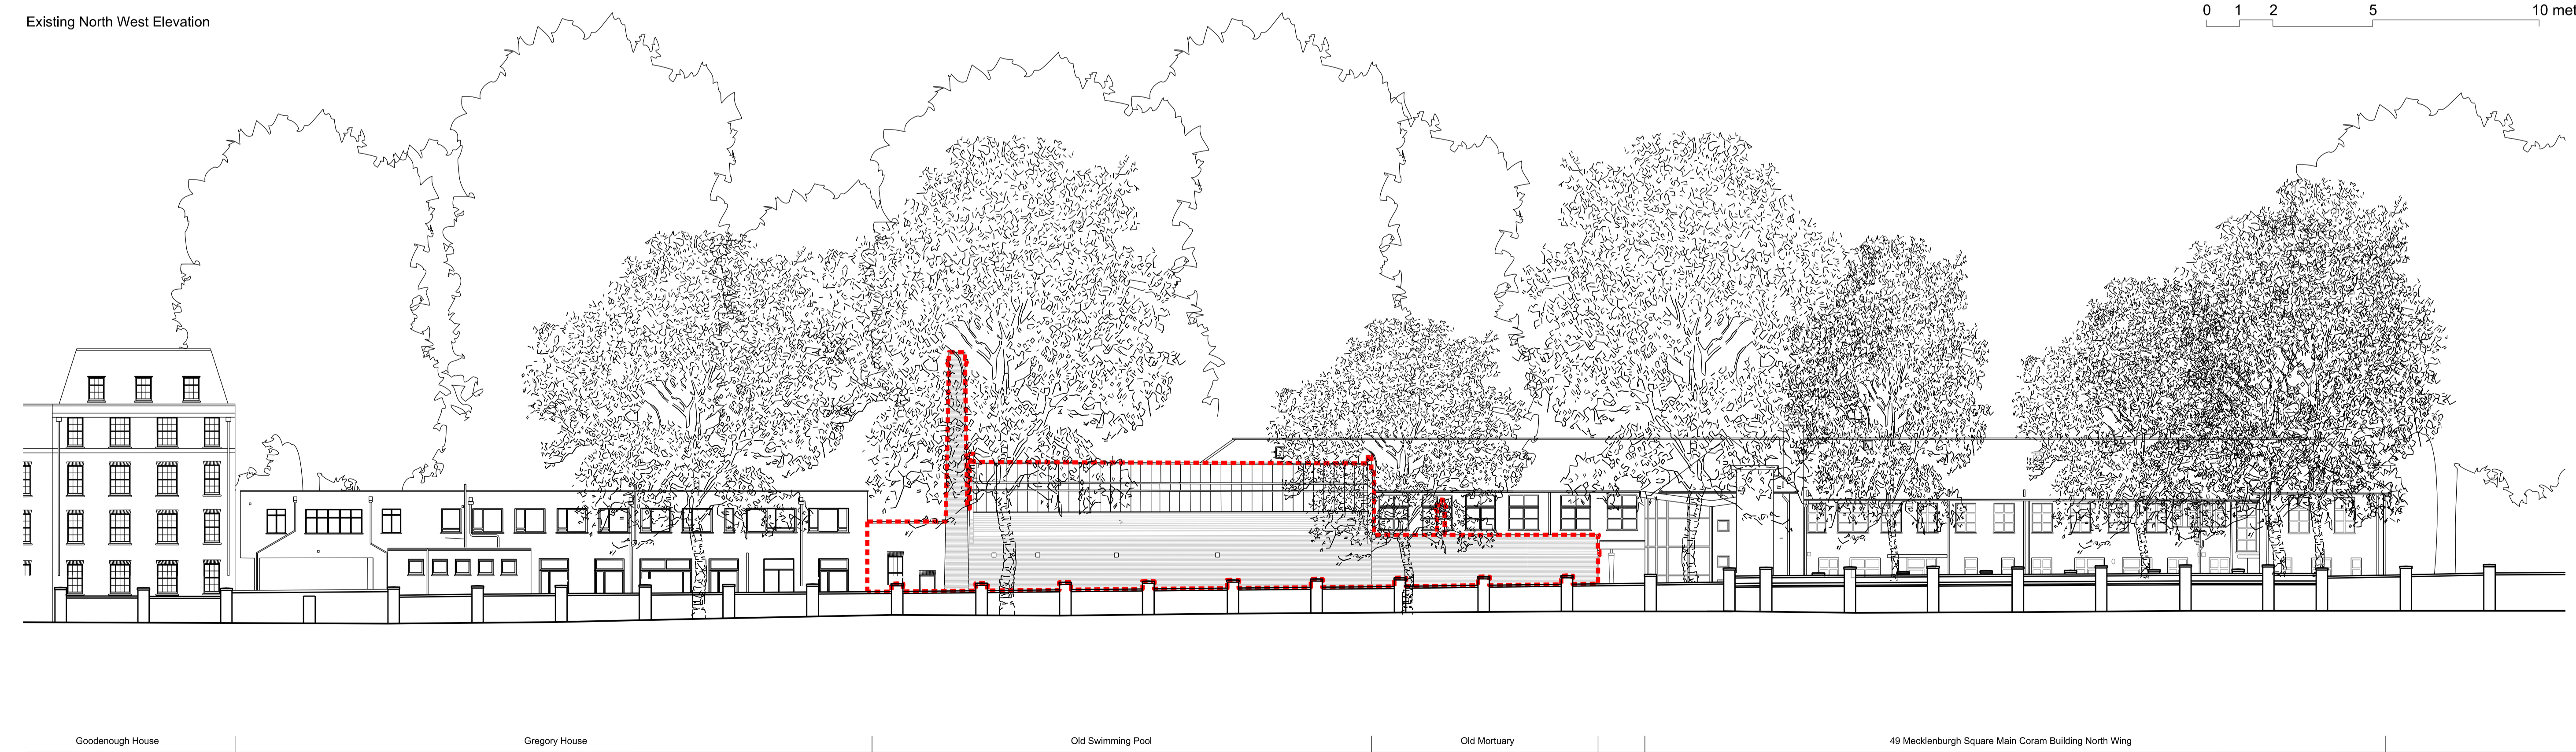 Existing North West Elevation
0 1 2 5 10 met
Goodenough House
Gregory House
Old Swimming Pool
Old Mortuary
49 Mecklenburgh Square Main Coram Building North Wing